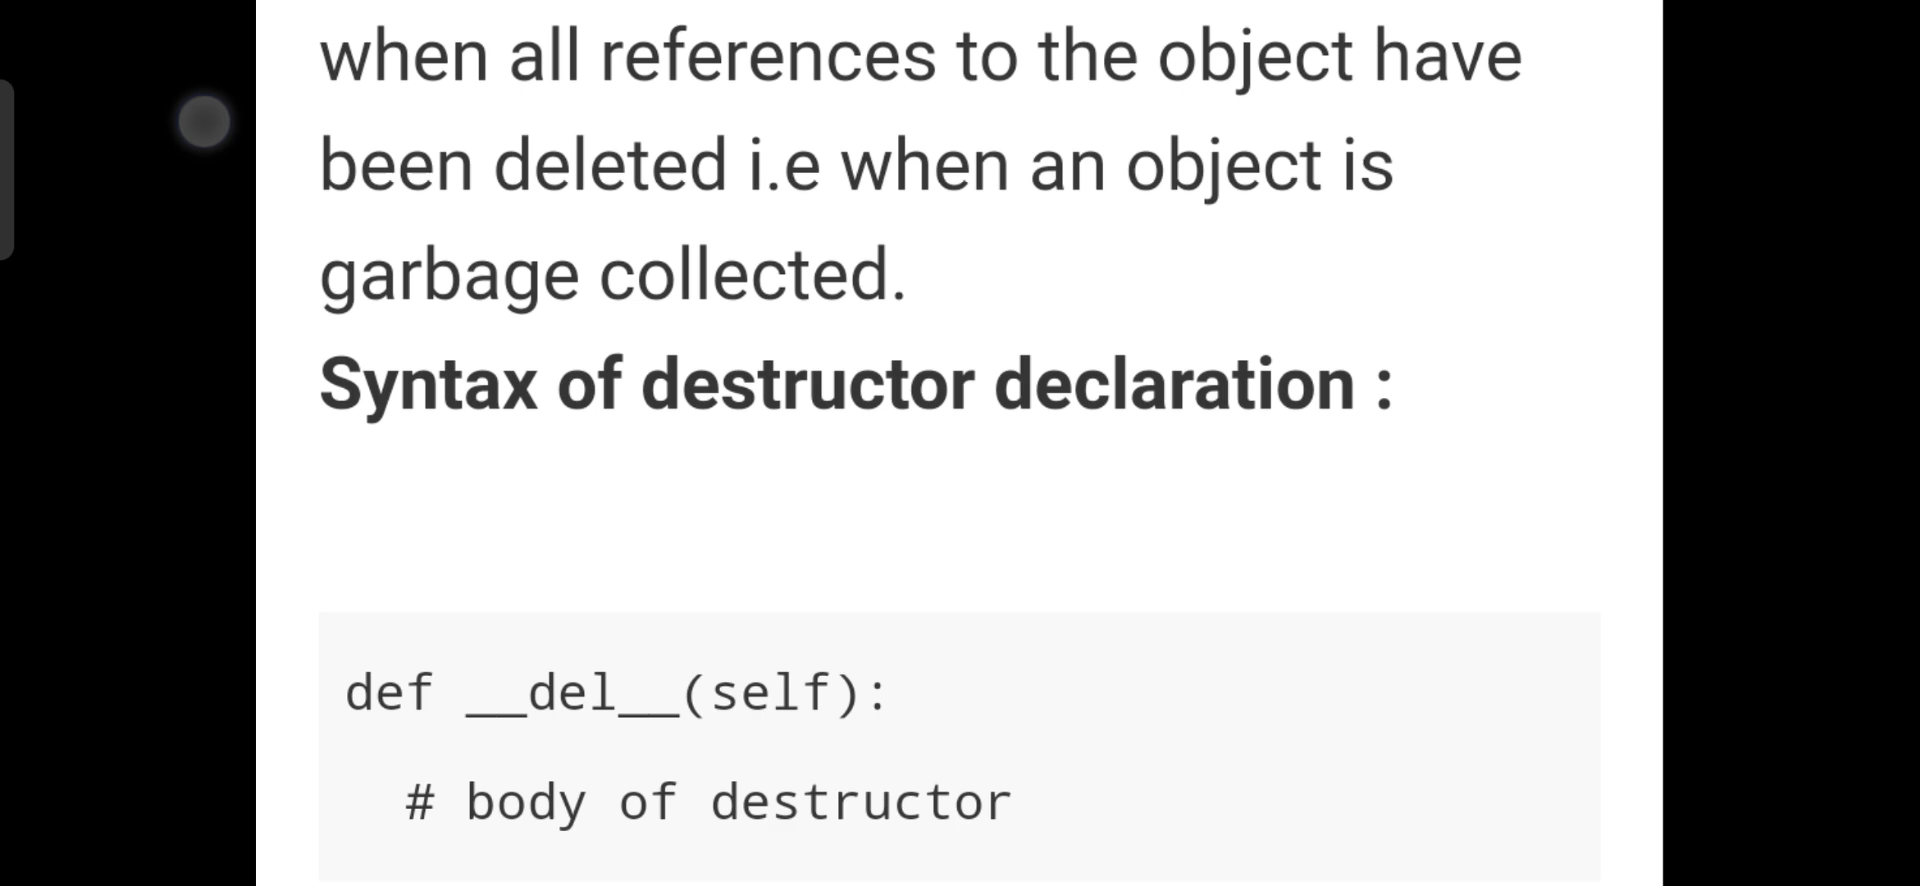 when all references to the object have
been deleted i.e when an object is
garbage collected.
Syntax of destructor declaration :
def __del__(self):
  # body of destructor